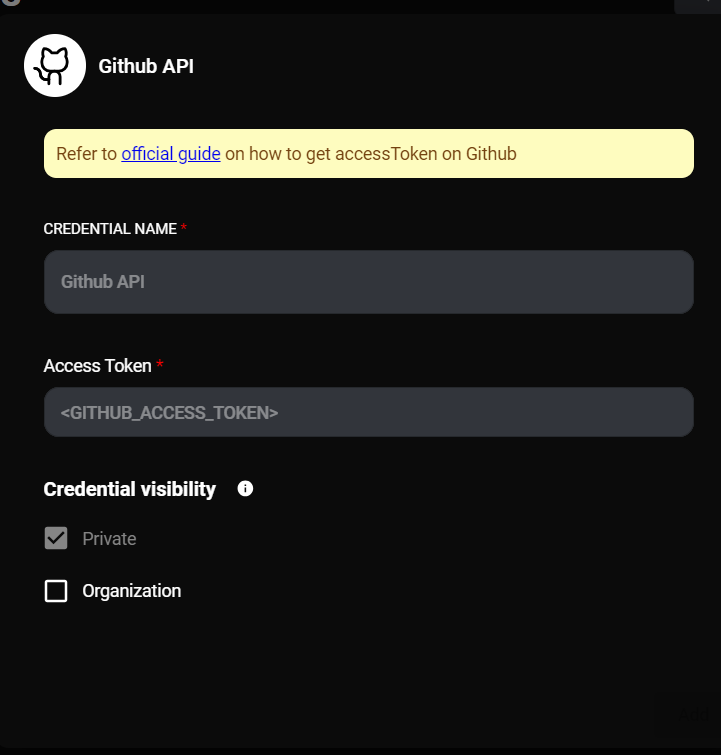 Github API
Refer to official guide on how to get accessToken on Github
CREDENTIAL NAME *
Github API
Access Token *
<GITHUB_ACCESS_TOKEN>
Credential visibility
Private
Organization